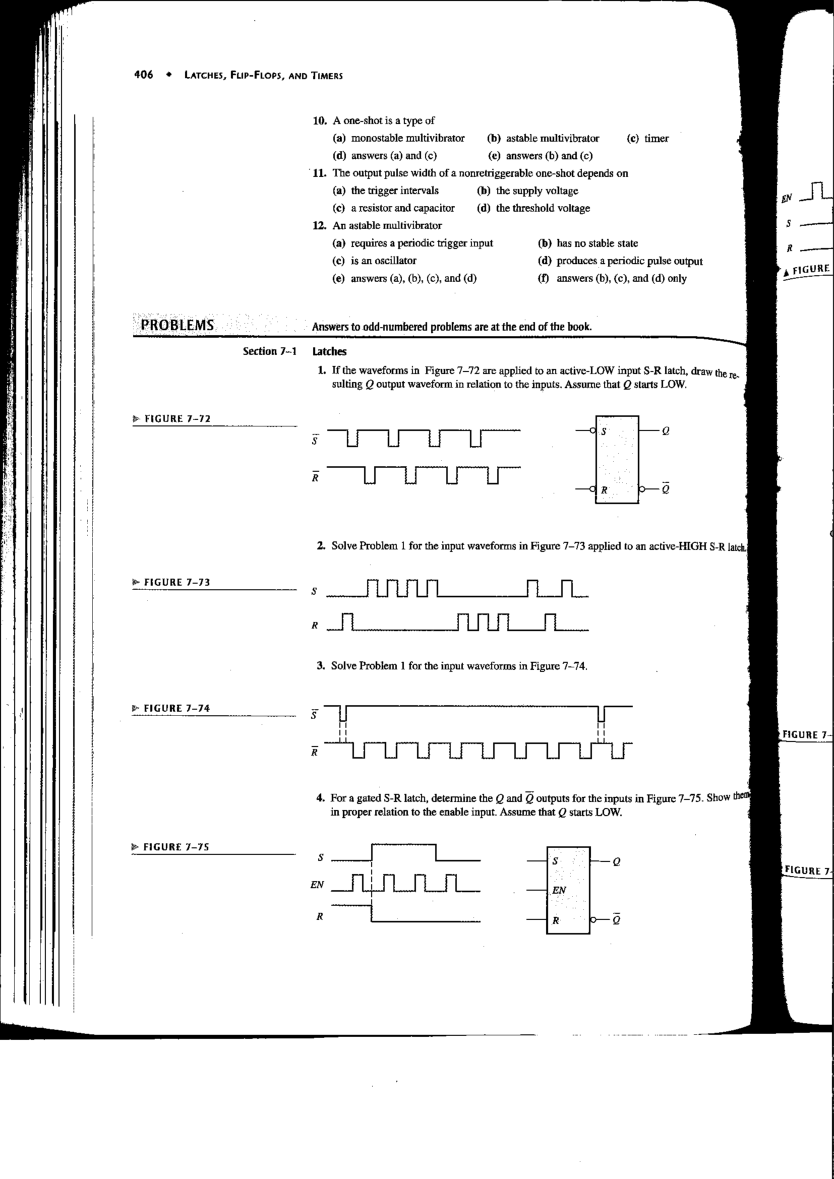 406 • LATCHES, FLIP-FLOPS, AND TIMERS
10. A one-shot is a type of
(a) monostable multivibrator (b) astable multivibrator (c) timer
(d) answers (a) and (c) (e) answers (b) and (c)
11. The output pulse width of a nonretriggerable one-shot depends on
(a) the trigger intervals (b) the supply voltage
(c) a resistor and capacitor (d) the threshold voltage
12. An astable multivibrator
(a) requires a periodic trigger input (b) has no stable state
(c) is an oscillator (d) produces a periodic pulse output
(e) answers (a), (b), (c), and (d) (f) answers (b), (c), and (d) only
EN
S
R
▲ FIGURE
PROBLEMS Answers to odd-numbered problems are at the end of the book.
Section 7–1 Latches
1. If the waveforms in Figure 7–72 are applied to an active-LOW input S-R latch, draw the re-
sulting Q output waveform in relation to the inputs. Assume that Q starts LOW.
▶ FIGURE 7–72
S̅ S Q
R̅ R Q̅
2. Solve Problem 1 for the input waveforms in Figure 7–73 applied to an active-HIGH S-R latch.
▶ FIGURE 7–73
S
R
3. Solve Problem 1 for the input waveforms in Figure 7–74.
▶ FIGURE 7–74
S̅
R̅
FIGURE 7–
4. For a gated S-R latch, determine the Q and Q̅ outputs for the inputs in Figure 7–75. Show them
in proper relation to the enable input. Assume that Q starts LOW.
▶ FIGURE 7–75
S S Q
EN EN
R R Q̅
FIGURE 7-